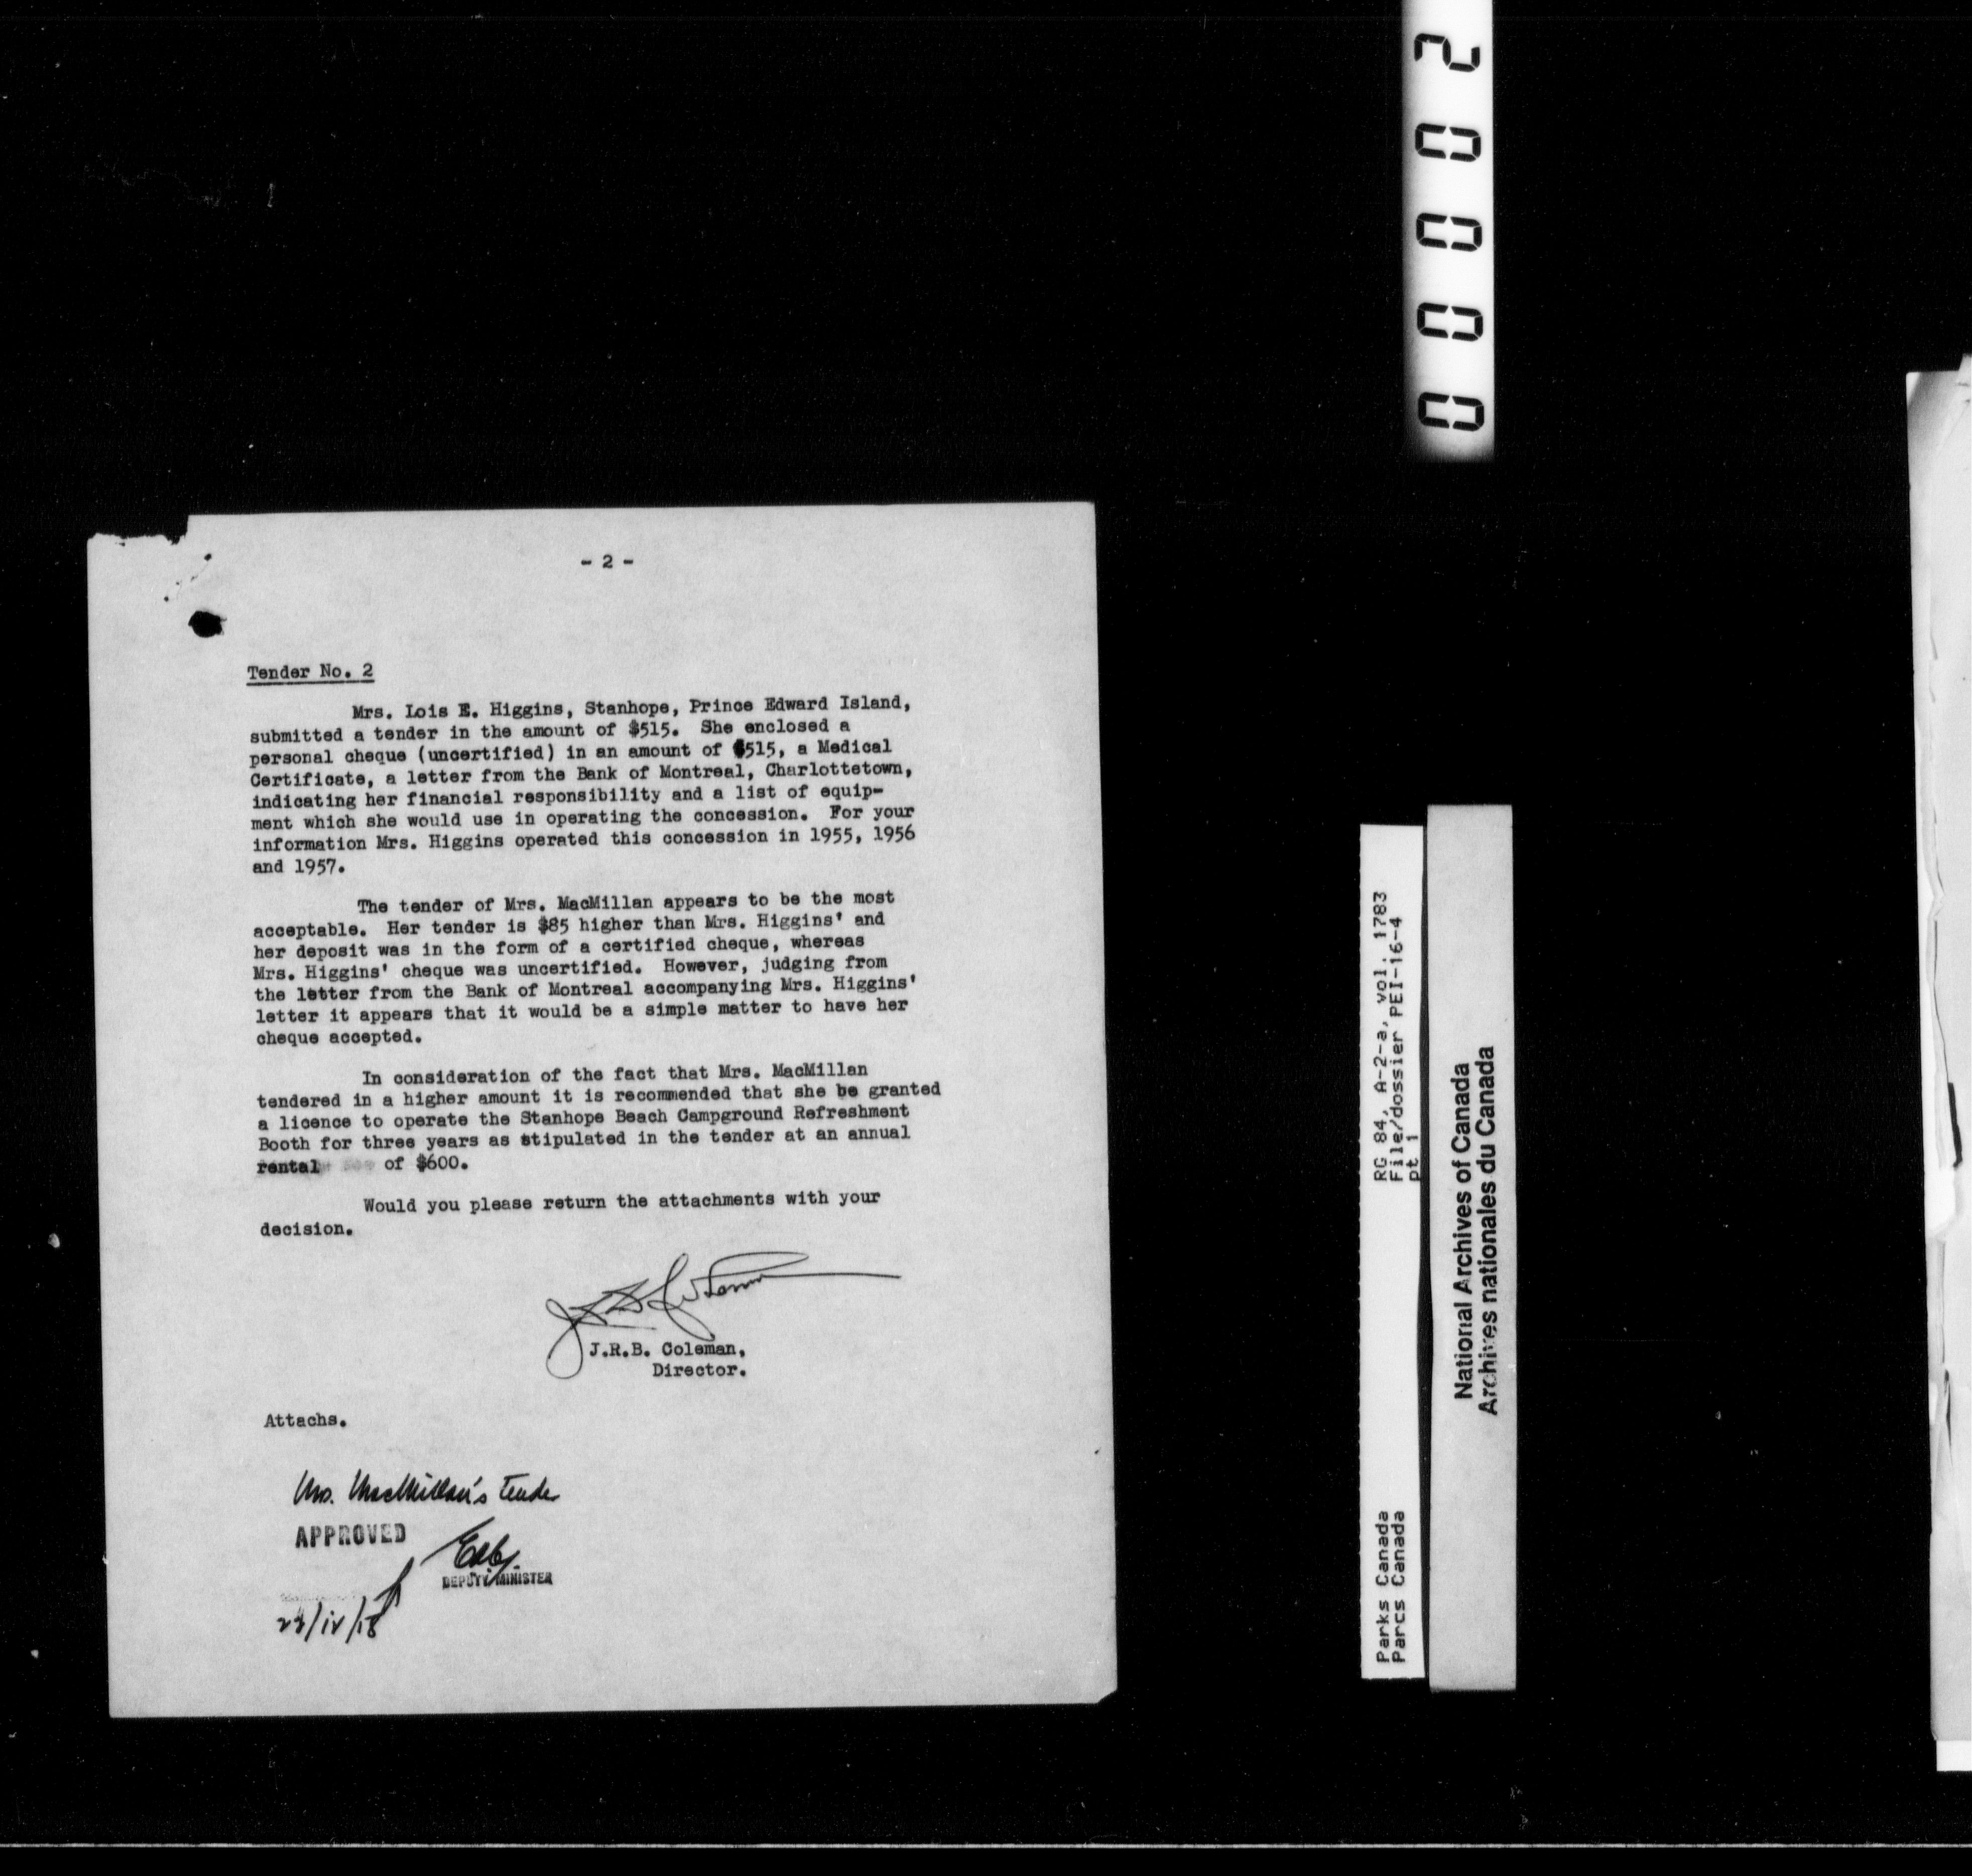 - 2 -
Tender No. 2
Mrs. Lois E. Higgins, Stanhope, Prince Edward Island,
submitted a tender in the amount of $515. She enclosed a
personal cheque (uncertified) in an amount of $515, a Medical
Certificate, a letter from the Bank of Montreal, Charlottetown,
indicating her financial responsibility and a list of equip-
ment which she would use in operating the concession. For your
information Mrs. Higgins operated this concession in 1955, 1956
and 1957.
The tender of Mrs. MacMillan appears to be the most
acceptable. Her tender is $85 higher than Mrs. Higgins' and
her deposit was in the form of a certified cheque, whereas
Mrs. Higgins' cheque was uncertified. However, judging from
the letter from the Bank of Montreal accompanying Mrs. Higgins'
letter it appears that it would be a simple matter to have her
cheque accepted.
In consideration of the fact that Mrs. MacMillan
tendered in a higher amount it is recommended that she be granted
a licence to operate the Stanhope Beach Campground Refreshment
Booth for three years as stipulated in the tender at an annual
rental of $600.
Would you please return the attachments with your
decision.
J.R.B. Coleman,
Director.
Attachs.
Mrs. MacMillan's tender
APPROVED
DEPUTY MINISTER
00002
RG 84, A-2-a, vol. 1783
File/dossier PEI-16-4
pt 1
Parks Canada
Parcs Canada
National Archives of Canada
Archives nationales du Canada